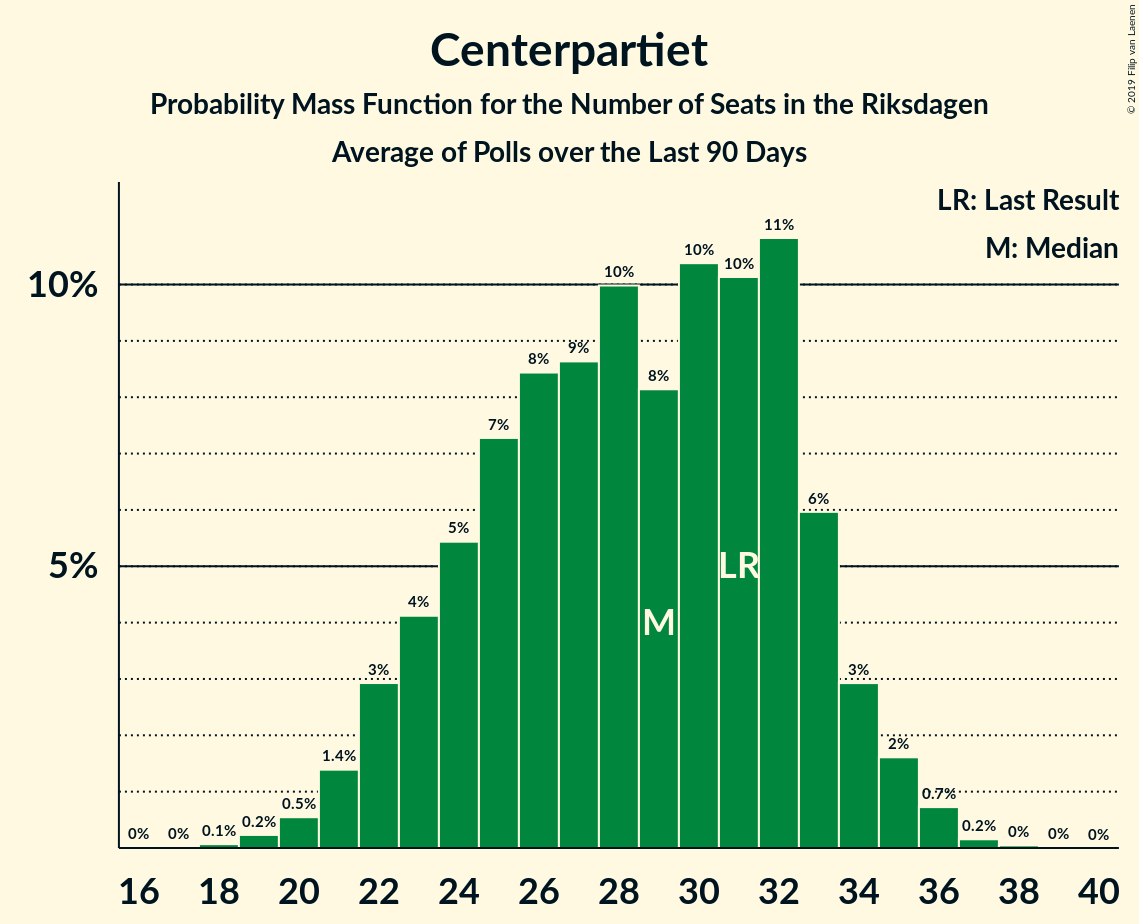 Centerpartiet
Probability Mass Function for the Number of Seats in the Riksdagen
Average of Polls over the Last 90 Days
© 2019 Filip van Laenen
LR: Last Result
M: Median
10%
5%
0% 0% 0.1% 0.2% 0.5% 1.4% 3% 4% 5% 7% 8% 9% 10% 8% 10% 10% 11% 6% 3% 2% 0.7% 0.2% 0% 0% 0%
LR
M
16 18 20 22 24 26 28 30 32 34 36 38 40